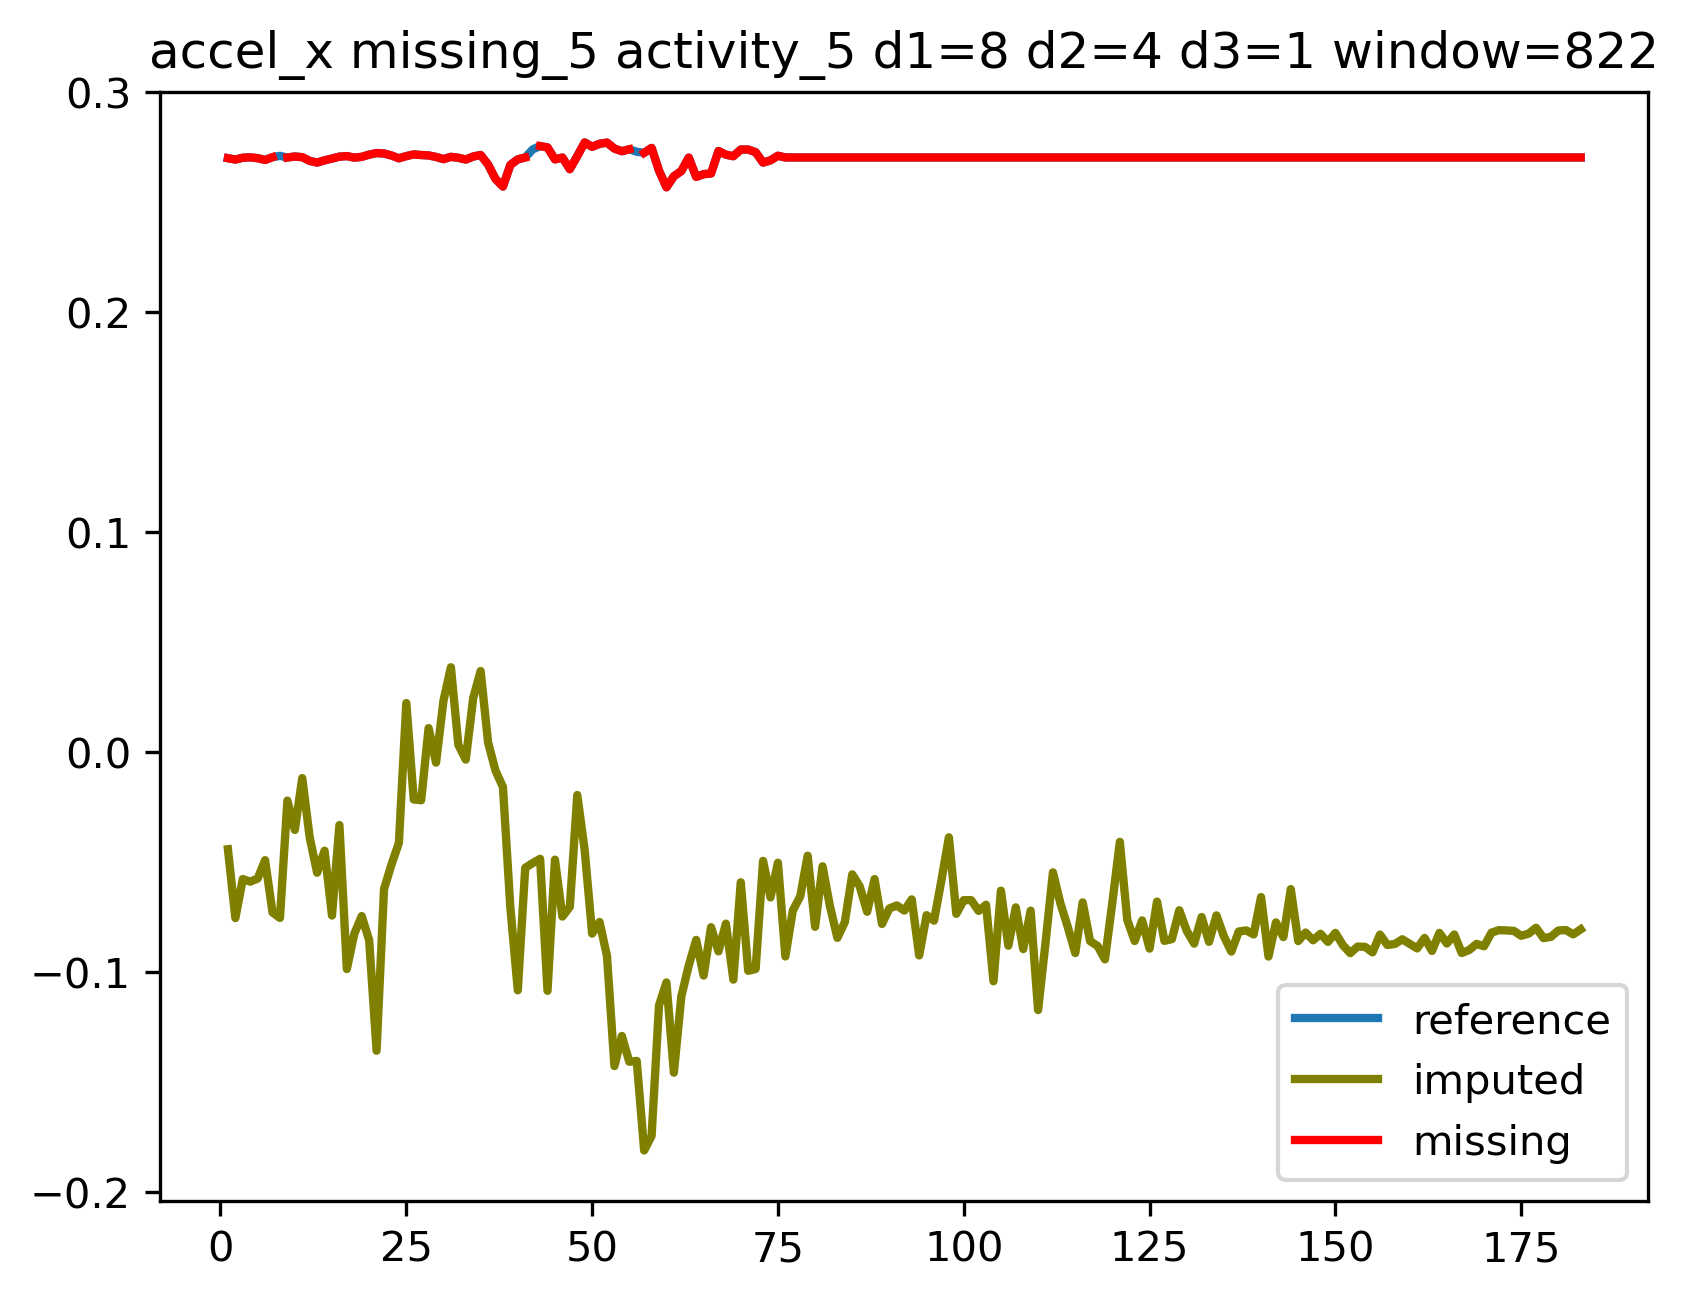 accel_x missing_5 activity_5 d1=8 d2=4 d3=1 window=822
0.3
0.2
0.1
0.0
−0.1
−0.2
0 25 50 75 100 125 150 175
reference
imputed
missing